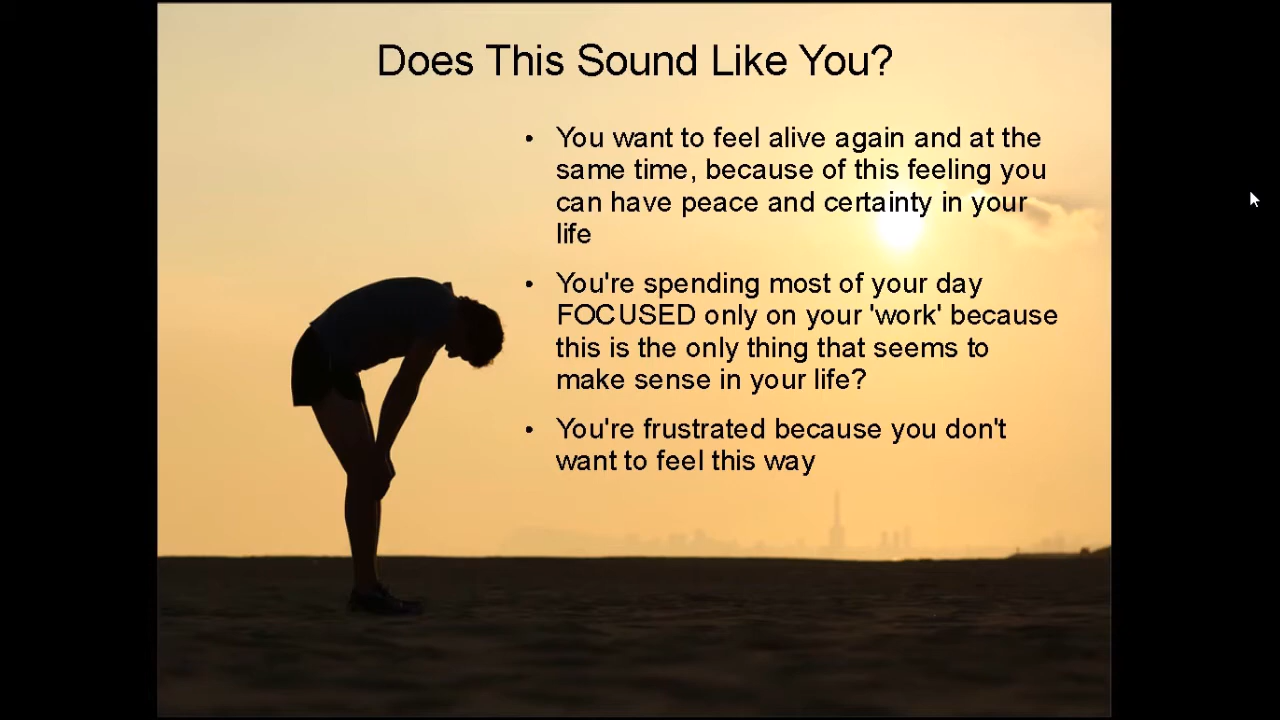 Does This Sound Like You?
• You want to feel alive again and at the
same time, because of this feeling you
can have peace and certainty in your
life
• You're spending most of your day
FOCUSED only on your 'work' because
this is the only thing that seems to
make sense in your life?
• You're frustrated because you don't
want to feel this way